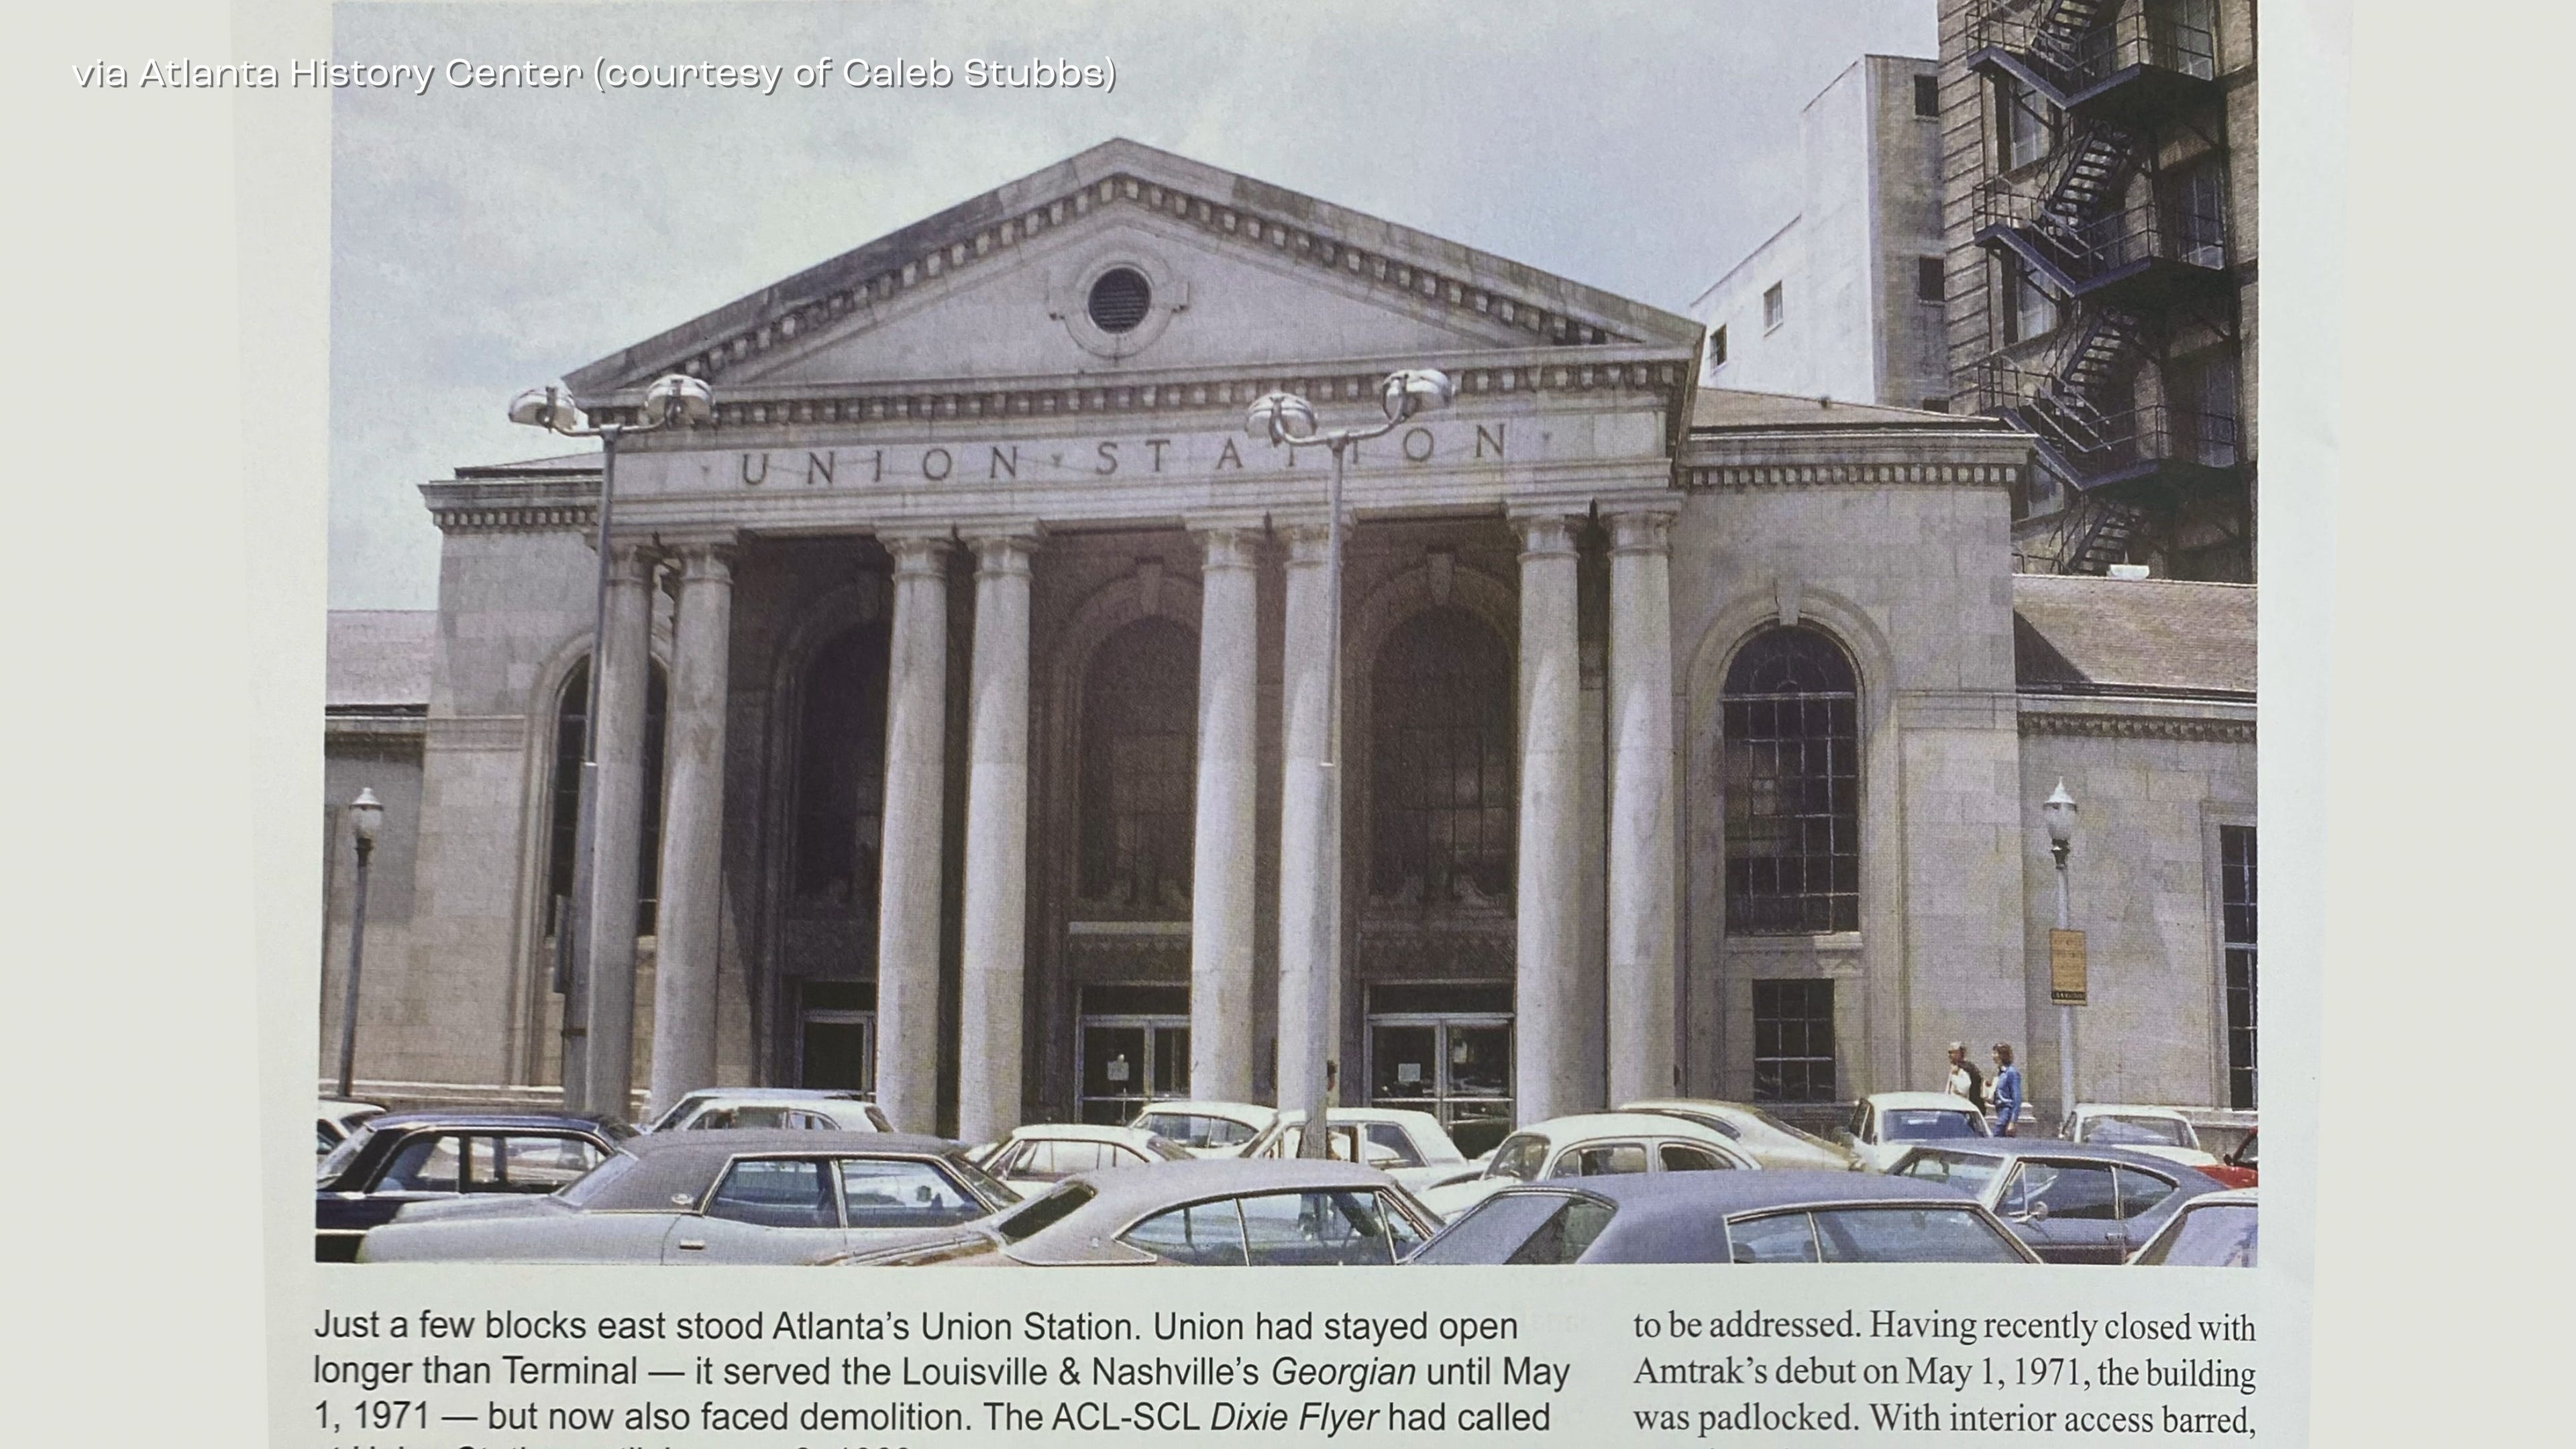 via Atlanta History Center (courtesy of Caleb Stubbs)
UNION STATION
Just a few blocks east stood Atlanta's Union Station. Union had stayed open
longer than Terminal — it served the Louisville & Nashville's Georgian until May
1, 1971 — but now also faced demolition. The ACL-SCL Dixie Flyer had called
to be addressed. Having recently closed with
Amtrak's debut on May 1, 1971, the building
was padlocked. With interior access barred,